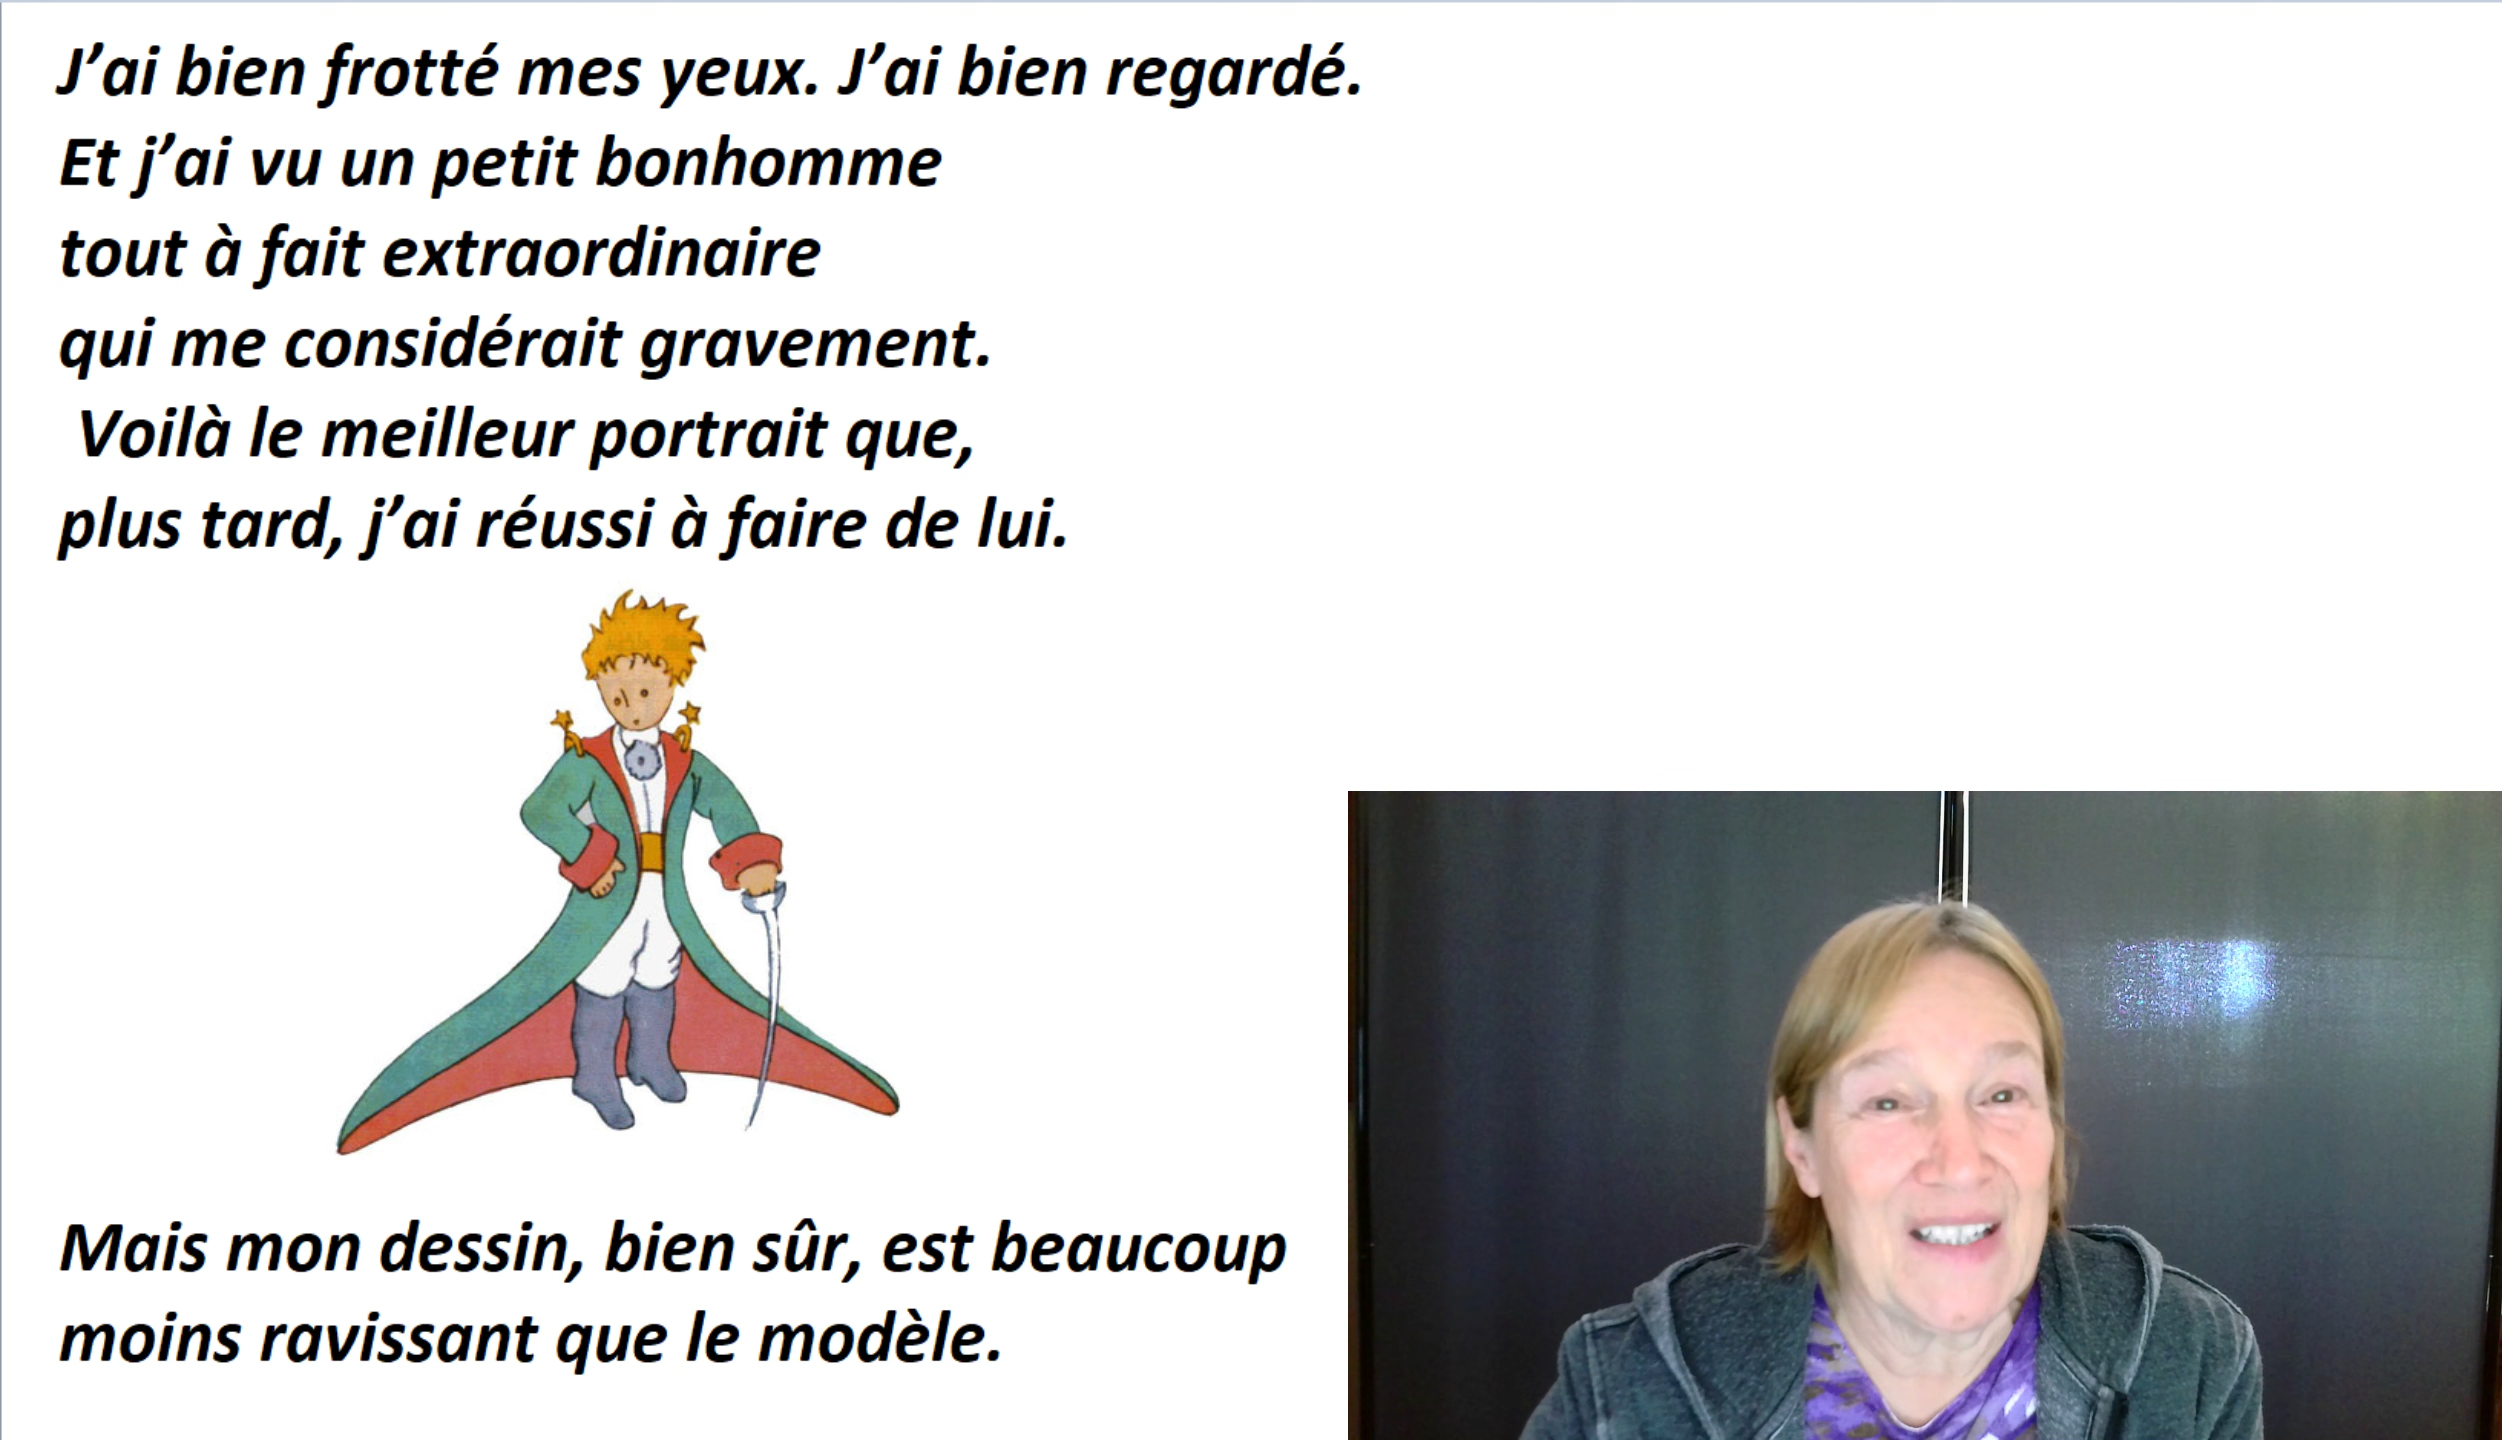 J’ai bien frotté mes yeux. J’ai bien regardé.
Et j’ai vu un petit bonhomme
tout à fait extraordinaire
qui me considérait gravement.
Voilà le meilleur portrait que,
plus tard, j’ai réussi à faire de lui.
Mais mon dessin, bien sûr, est beaucoup
moins ravissant que le modèle.